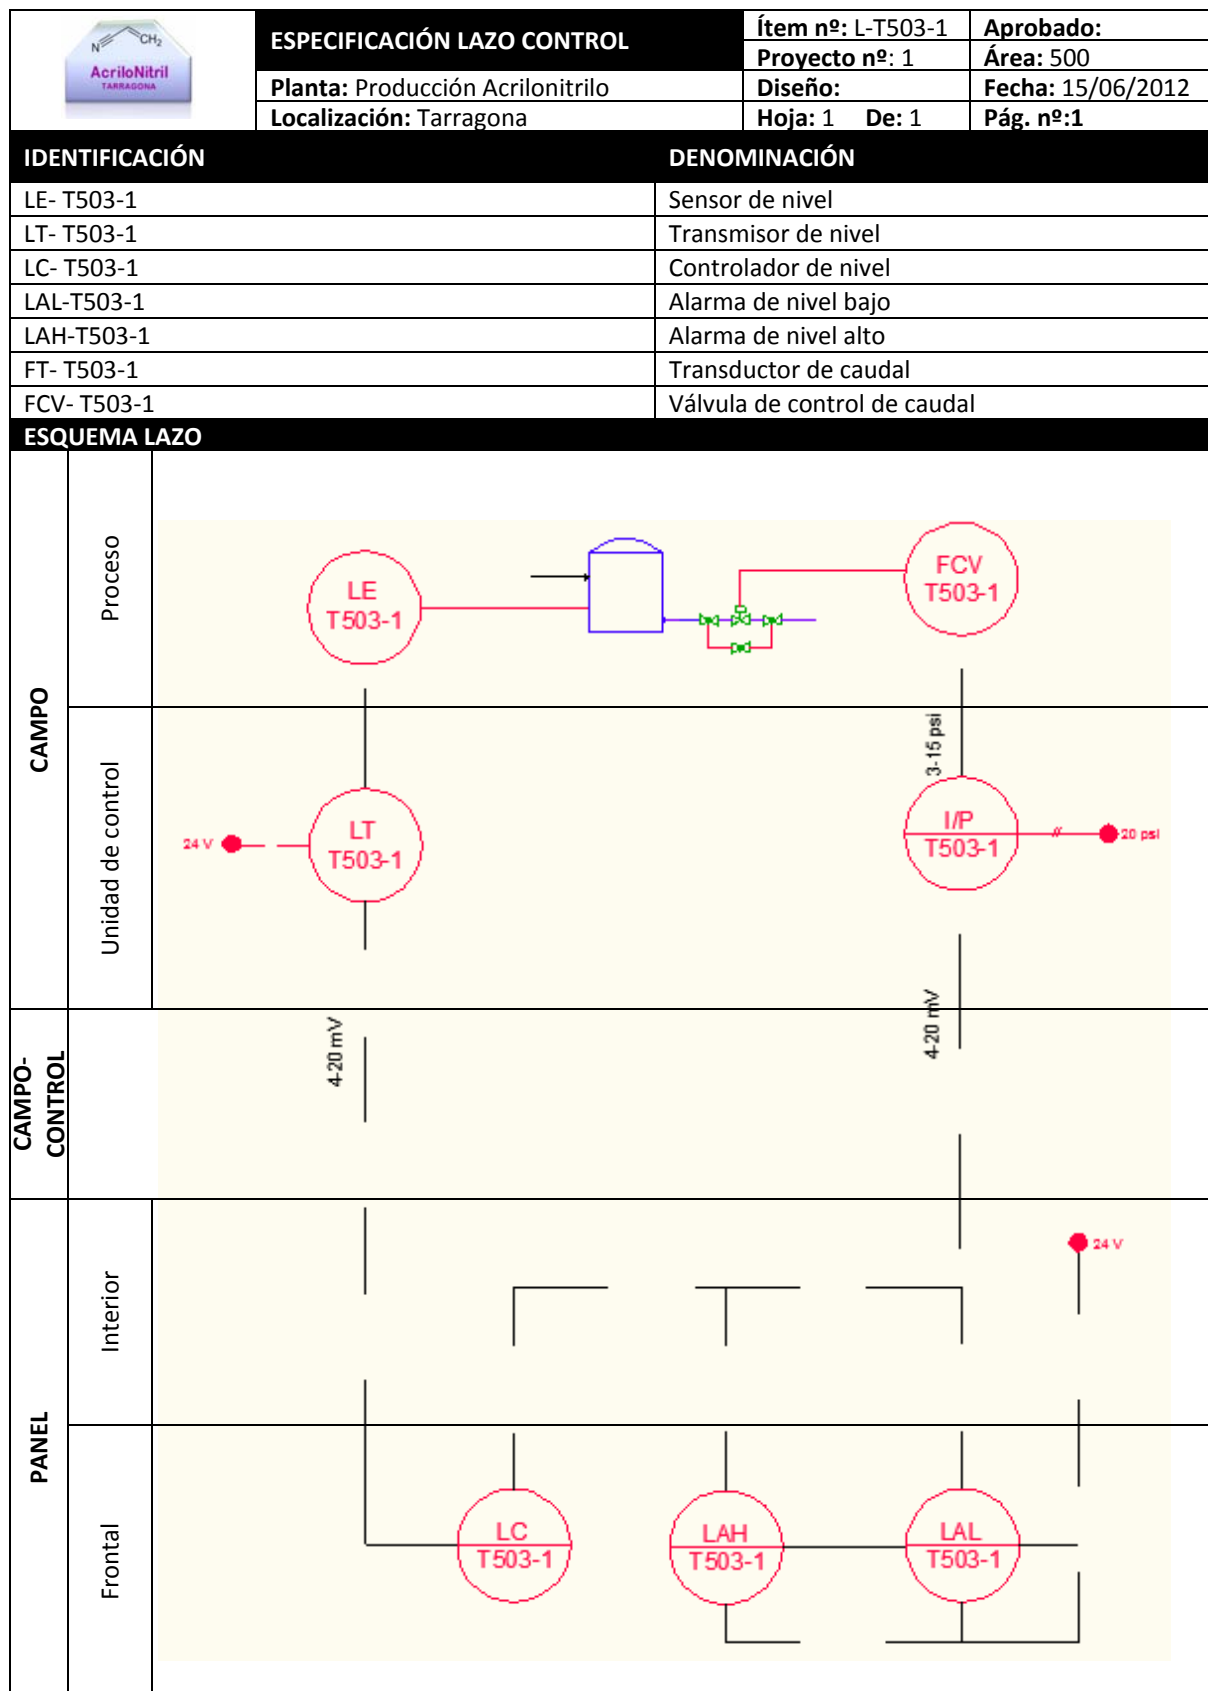 N
CH2
AcriloNitril
TARRAGONA
ESPECIFICACIÓN LAZO CONTROL
Ítem nº: L-T503-1
Aprobado:
Proyecto nº: 1
Área: 500
Planta: Producción Acrilonitrilo
Diseño:
Fecha: 15/06/2012
Localización: Tarragona
Hoja: 1 De: 1
Pág. nº:1
IDENTIFICACIÓN
DENOMINACIÓN
LE- T503-1
Sensor de nivel
LT- T503-1
Transmisor de nivel
LC- T503-1
Controlador de nivel
LAL-T503-1
Alarma de nivel bajo
LAH-T503-1
Alarma de nivel alto
FT- T503-1
Transductor de caudal
FCV- T503-1
Válvula de control de caudal
ESQUEMA LAZO
CAMPO
Proceso
LE
T503-1
FCV
T503-1
Unidad de control
3-15 psi
24 V
LT
T503-1
I/P
T503-1
20 psi
CAMPO-
CONTROL
4-20 mV
4-20 mV
PANEL
Interior
24 V
Frontal
LC
T503-1
LAH
T503-1
LAL
T503-1